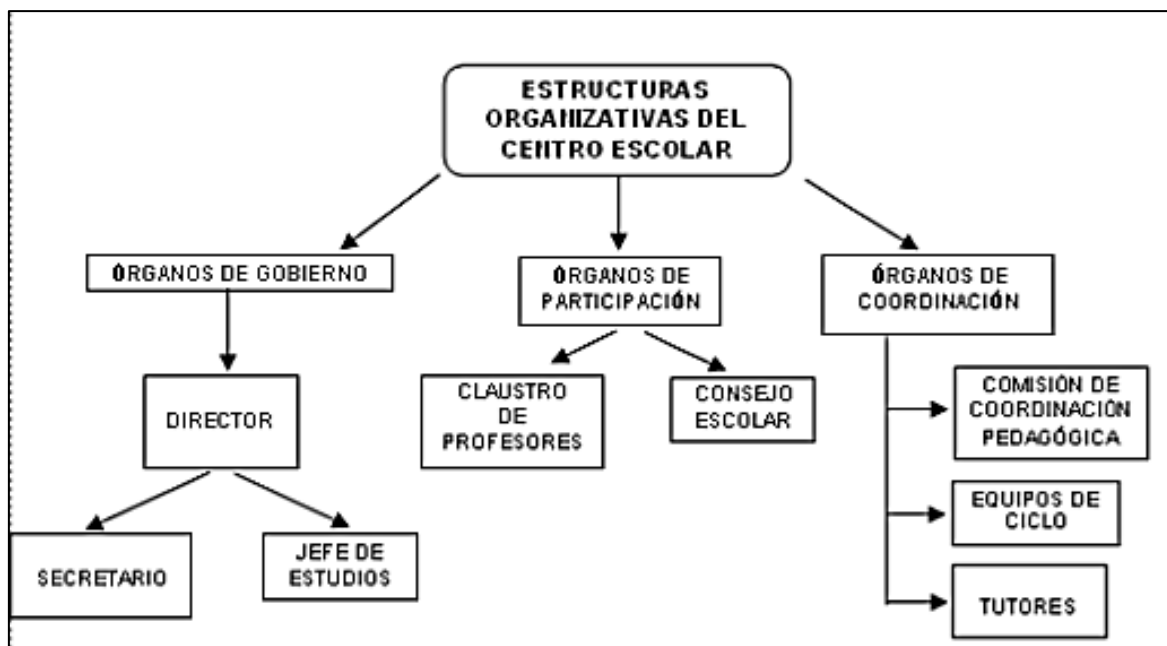 ESTRUCTURAS
ORGANIZATIVAS DEL
CENTRO ESCOLAR
ÓRGANOS DE GOBIERNO
ÓRGANOS DE
PARTICIPACIÓN
ÓRGANOS DE
COORDINACIÓN
DIRECTOR
CLAUSTRO
DE
PROFESORES
CONSEJO
ESCOLAR
COMISIÓN DE
COORDINACIÓN
PEDAGÓGICA
EQUIPOS DE
CICLO
SECRETARIO
JEFE DE
ESTUDIOS
TUTORES